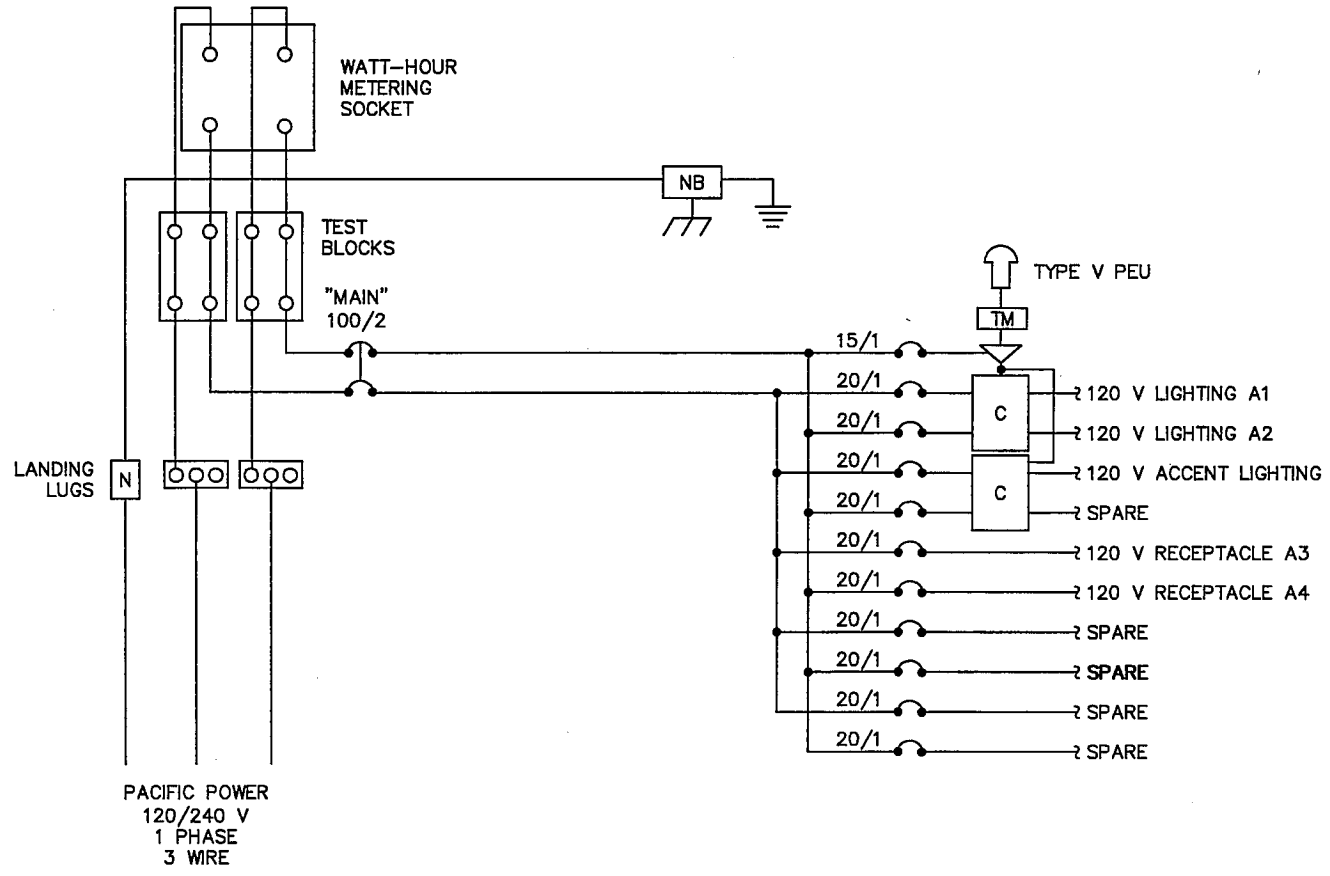 WATT-HOUR
METERING
SOCKET
NB
TEST
BLOCKS
"MAIN"
100/2
TYPE V PEU
TM
15/1
20/1
C
120 V LIGHTING A1
20/1
120 V LIGHTING A2
20/1
120 V ACCENT LIGHTING
LANDING
LUGS
N
C
20/1
SPARE
20/1
120 V RECEPTACLE A3
20/1
120 V RECEPTACLE A4
20/1
SPARE
20/1
SPARE
20/1
SPARE
20/1
SPARE
PACIFIC POWER
120/240 V
1 PHASE
3 WIRE